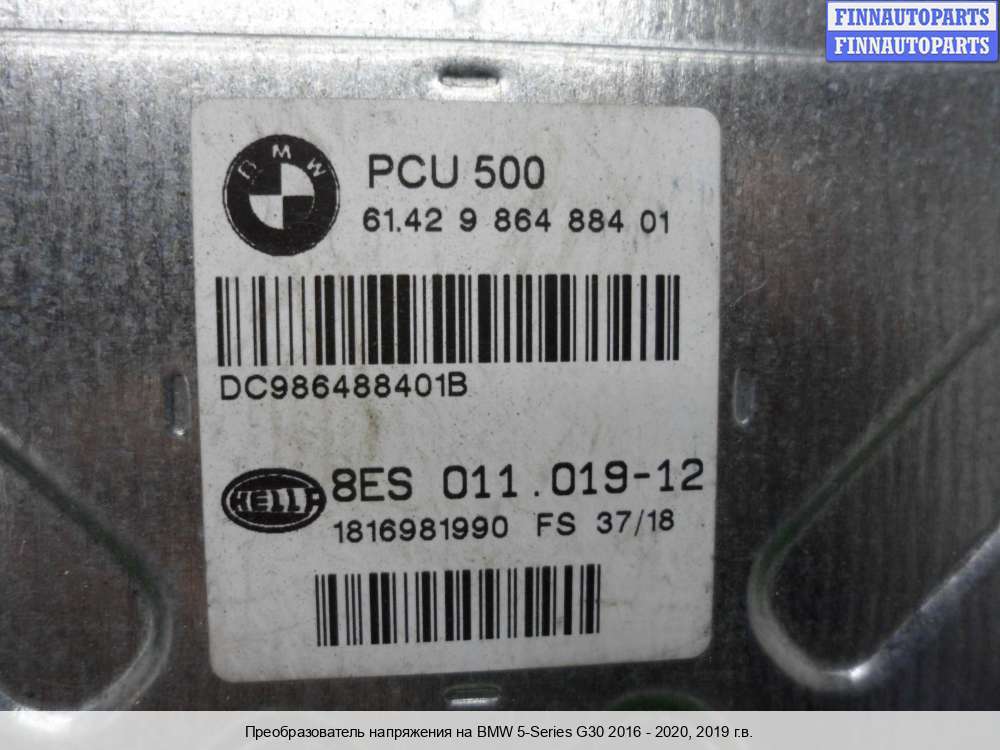 FINNAUTOPARTS
FINNAUTOPARTS
BMW
PCU 500
61.42 9 864 884 01
DC986488401B
HELLA
8ES 011.019-12
1816981990 FS 37/18
Преобразователь напряжения на BMW 5-Series G30 2016 - 2020, 2019 г.в.